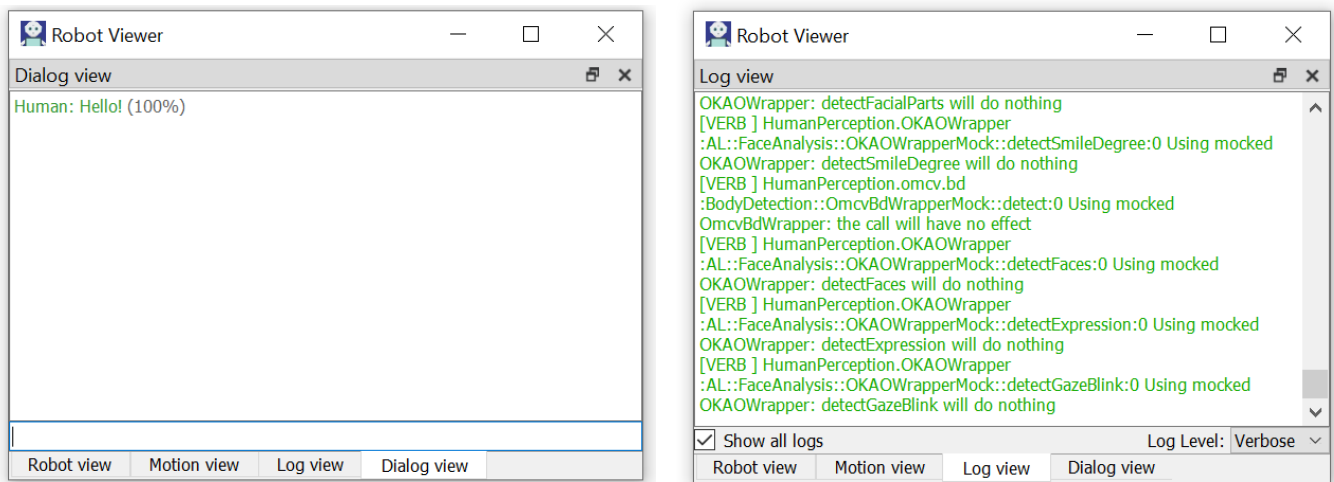 Robot Viewer
Dialog view
Human: Hello! (100%)
Robot view
Motion view
Log view
Dialog view
Robot Viewer
Log view
OKAOWrapper: detectFacialParts will do nothing
[VERB ] HumanPerception.OKAOWrapper
:AL::FaceAnalysis::OKAOWrapperMock::detectSmileDegree:0 Using mocked
OKAOWrapper: detectSmileDegree will do nothing
[VERB ] HumanPerception.omcv.bd
:BodyDetection::OmcvBdWrapperMock::detect:0 Using mocked
OmcvBdWrapper: the call will have no effect
[VERB ] HumanPerception.OKAOWrapper
:AL::FaceAnalysis::OKAOWrapperMock::detectFaces:0 Using mocked
OKAOWrapper: detectFaces will do nothing
[VERB ] HumanPerception.OKAOWrapper
:AL::FaceAnalysis::OKAOWrapperMock::detectExpression:0 Using mocked
OKAOWrapper: detectExpression will do nothing
[VERB ] HumanPerception.OKAOWrapper
:AL::FaceAnalysis::OKAOWrapperMock::detectGazeBlink:0 Using mocked
OKAOWrapper: detectGazeBlink will do nothing
Show all logs
Log Level: Verbose
Robot view
Motion view
Log view
Dialog view